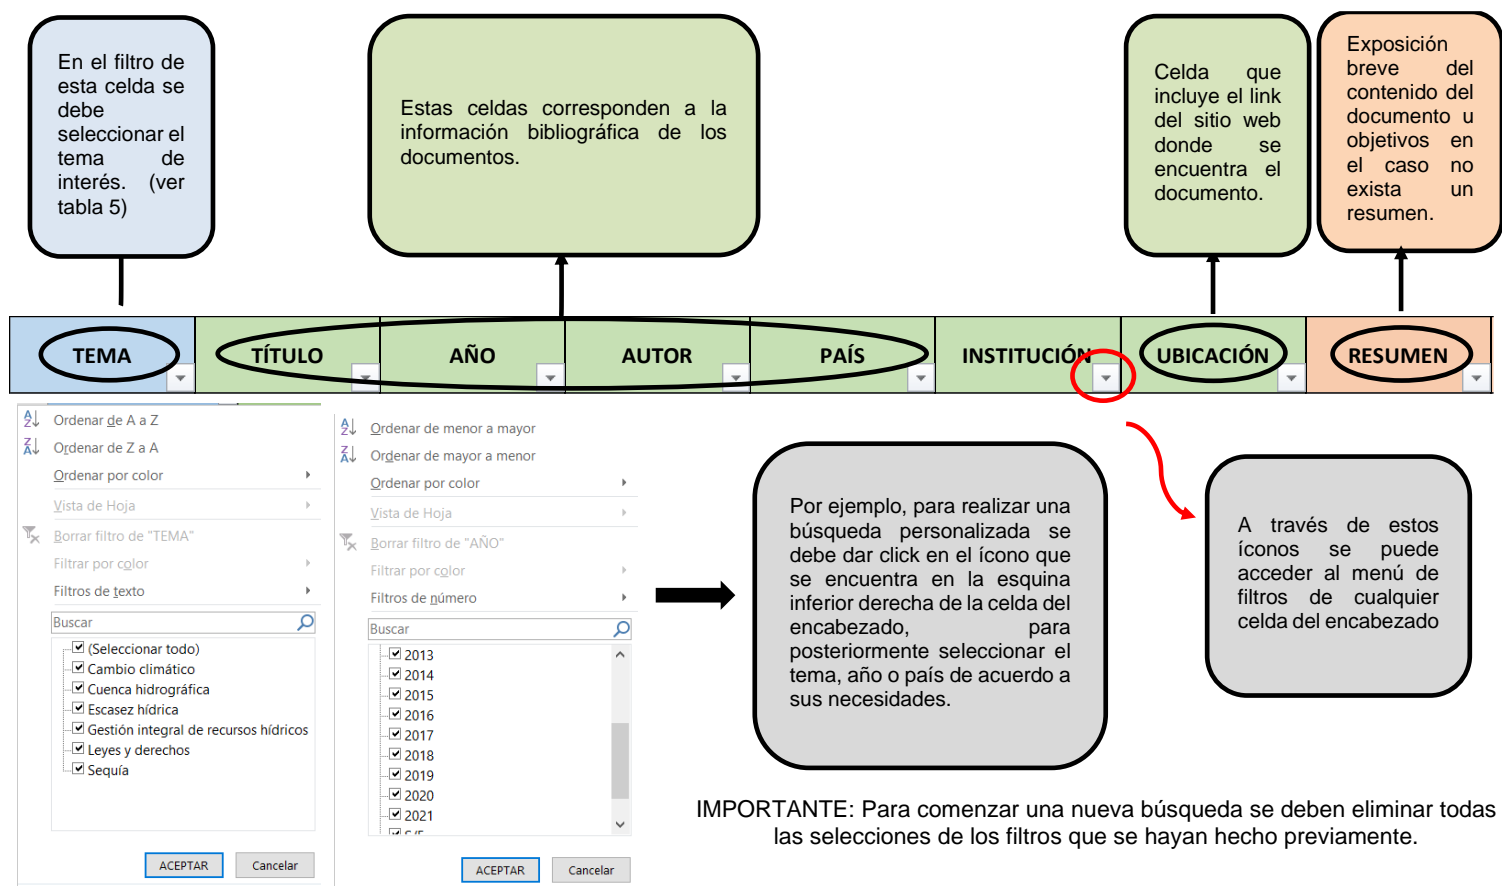 En el filtro de
esta celda se
debe
seleccionar el
tema de
interés. (ver
tabla 5)
Estas celdas corresponden a la
información bibliográfica de los
documentos.
Celda que
incluye el link
del sitio web
donde se
encuentra el
documento.
Exposición
breve del
contenido del
documento u
objetivos en
el caso no
exista un
resumen.
TEMA TÍTULO AÑO AUTOR PAÍS INSTITUCIÓN UBICACIÓN RESUMEN
Ordenar de A a Z
Ordenar de Z a A
Ordenar por color
Vista de Hoja
Borrar filtro de "TEMA"
Filtrar por color
Filtros de texto
Buscar
(Seleccionar todo)
Cambio climático
Cuenca hidrográfica
Escasez hídrica
Gestión integral de recursos hídricos
Leyes y derechos
Sequía
ACEPTAR Cancelar
Ordenar de menor a mayor
Ordenar de mayor a menor
Ordenar por color
Vista de Hoja
Borrar filtro de "AÑO"
Filtrar por color
Filtros de número
Buscar
2013
2014
2015
2016
2017
2018
2019
2020
2021
ACEPTAR Cancelar
Por ejemplo, para realizar una
búsqueda personalizada se
debe dar click en el ícono que
se encuentra en la esquina
inferior derecha de la celda del
encabezado, para
posteriormente seleccionar el
tema, año o país de acuerdo a
sus necesidades.
A través de estos
íconos se puede
acceder al menú de
filtros de cualquier
celda del encabezado
IMPORTANTE: Para comenzar una nueva búsqueda se deben eliminar todas
las selecciones de los filtros que se hayan hecho previamente.